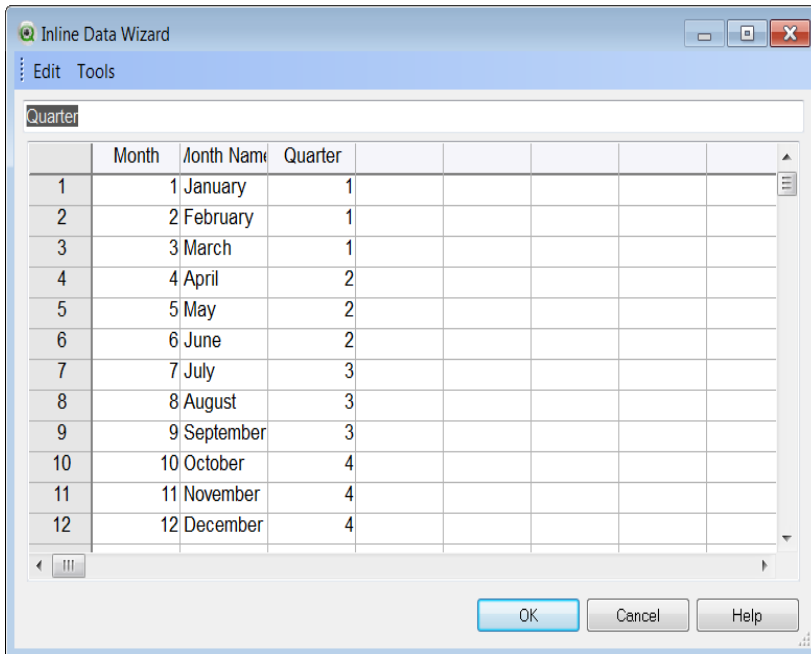 Inline Data Wizard
Edit Tools
Quarter
Month Month Name Quarter
1 1 January 1
2 2 February 1
3 3 March 1
4 4 April 2
5 5 May 2
6 6 June 2
7 7 July 3
8 8 August 3
9 9 September 3
10 10 October 4
11 11 November 4
12 12 December 4
OK Cancel Help